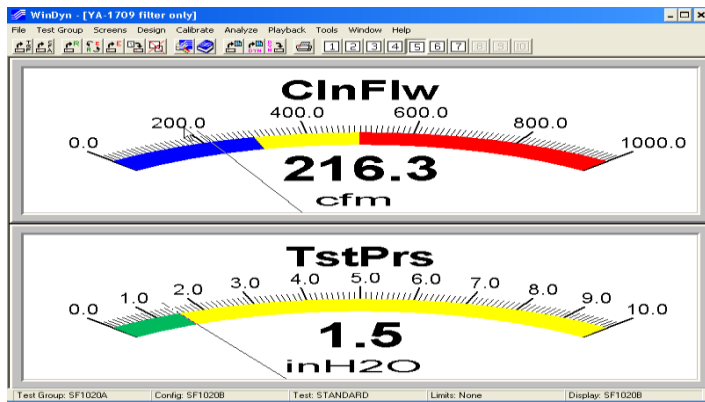 WinDyn - [YA-1709 filter only]
File Test Group Screens Design Calibrate Analyze Playback Tools Window Help
1 2 3 4 5 6 7 8 9 10
ClnFlw
0.0 200.0 400.0 600.0 800.0 1000.0
216.3
cfm
TstPrs
0.0 1.0 2.0 3.0 4.0 5.0 6.0 7.0 8.0 9.0 10.0
1.5
inH2O
Test Group: SF1020A Config: SF1020B Test: STANDARD Limits: None Display: SF1020B